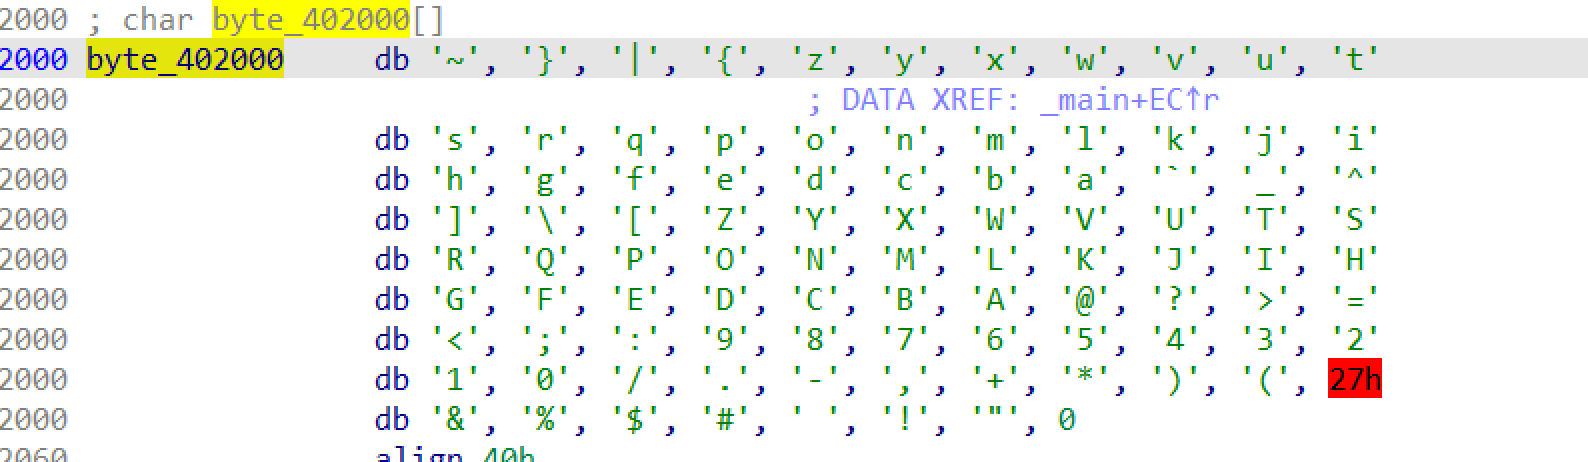 2000 ; char byte_402000[]
2000 byte_402000 db '~', '}', '|', '{', 'z', 'y', 'x', 'w', 'v', 'u', 't'
2000 ; DATA XREF: _main+EC↑r
2000 db 's', 'r', 'q', 'p', 'o', 'n', 'm', 'l', 'k', 'j', 'i'
2000 db 'h', 'g', 'f', 'e', 'd', 'c', 'b', 'a', '`', '_', '^'
2000 db ']', '\', '[', 'Z', 'Y', 'X', 'W', 'V', 'U', 'T', 'S'
2000 db 'R', 'Q', 'P', 'O', 'N', 'M', 'L', 'K', 'J', 'I', 'H'
2000 db 'G', 'F', 'E', 'D', 'C', 'B', 'A', '@', '?', '>', '='
2000 db '<', ';', ':', '9', '8', '7', '6', '5', '4', '3', '2'
2000 db '1', '0', '/', '.', '-', ',', '+', '*', ')', '(', 27h
2000 db '&', '%', '$', '#', ' ', '!', '"', 0
2060 align 40h